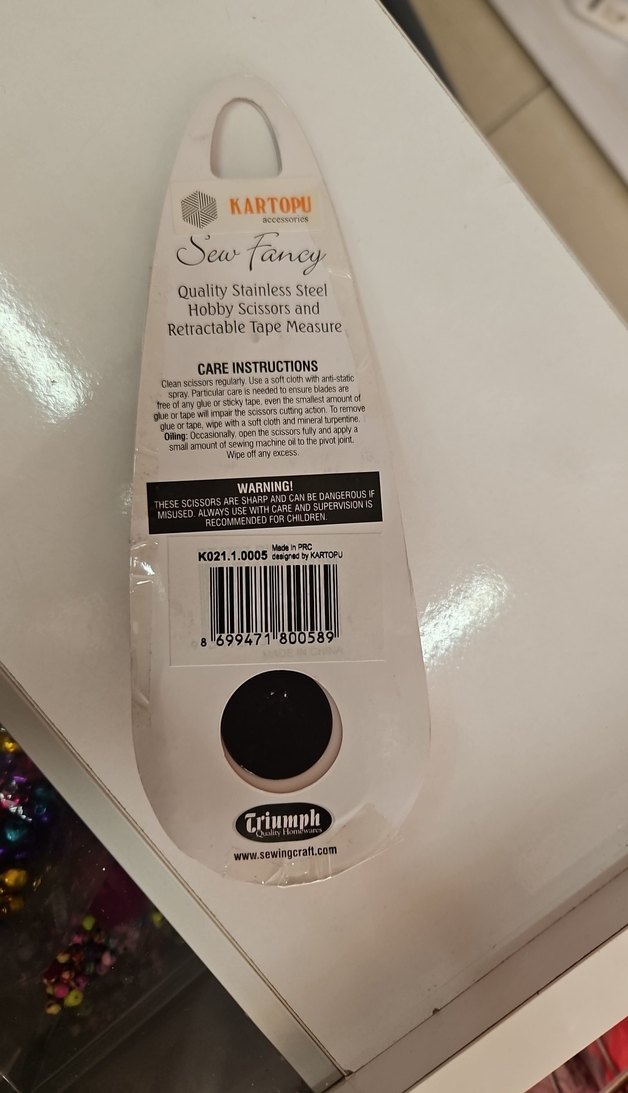 KARTOPU
accessories
Sew Fancy
Quality Stainless Steel
Hobby Scissors and
Retractable Tape Measure
CARE INSTRUCTIONS
Clean scissors regularly. Use a soft cloth with anti-static
spray. Particular care is needed to ensure blades are
free of any glue or sticky tape, even the smallest amount of
glue or tape will impair the scissors cutting action. To remove
glue or tape, wipe with a soft cloth and mineral turpentine.
Oiling: Occasionally, open the scissors fully and apply a
small amount of sewing machine oil to the pivot joint.
Wipe off any excess.
WARNING!
THESE SCISSORS ARE SHARP AND CAN BE DANGEROUS IF
MISUSED. ALWAYS USE WITH CARE AND SUPERVISION IS
RECOMMENDED FOR CHILDREN.
K021.1.0005 Made in PRC
designed by KARTOPU
8 699471 800589
MADE IN CHINA
Triumph
Quality Homewares
www.sewingcraft.com